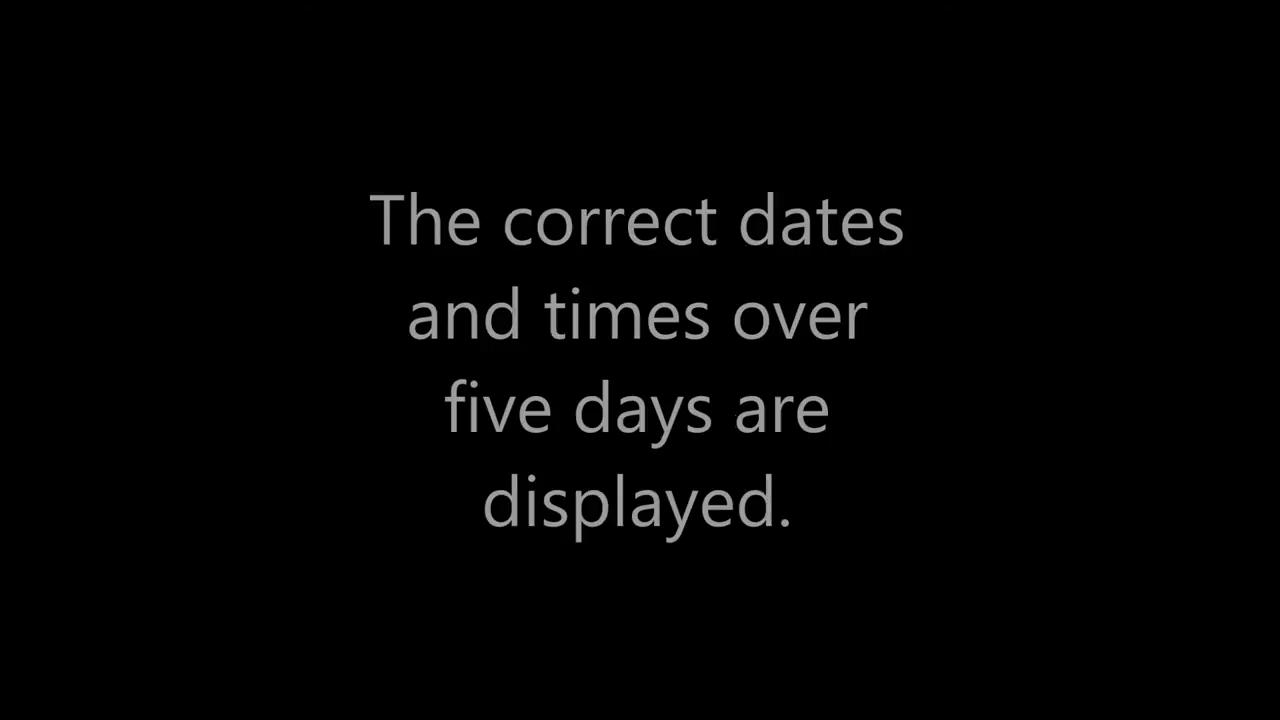 The correct dates
and times over
five days are
displayed.